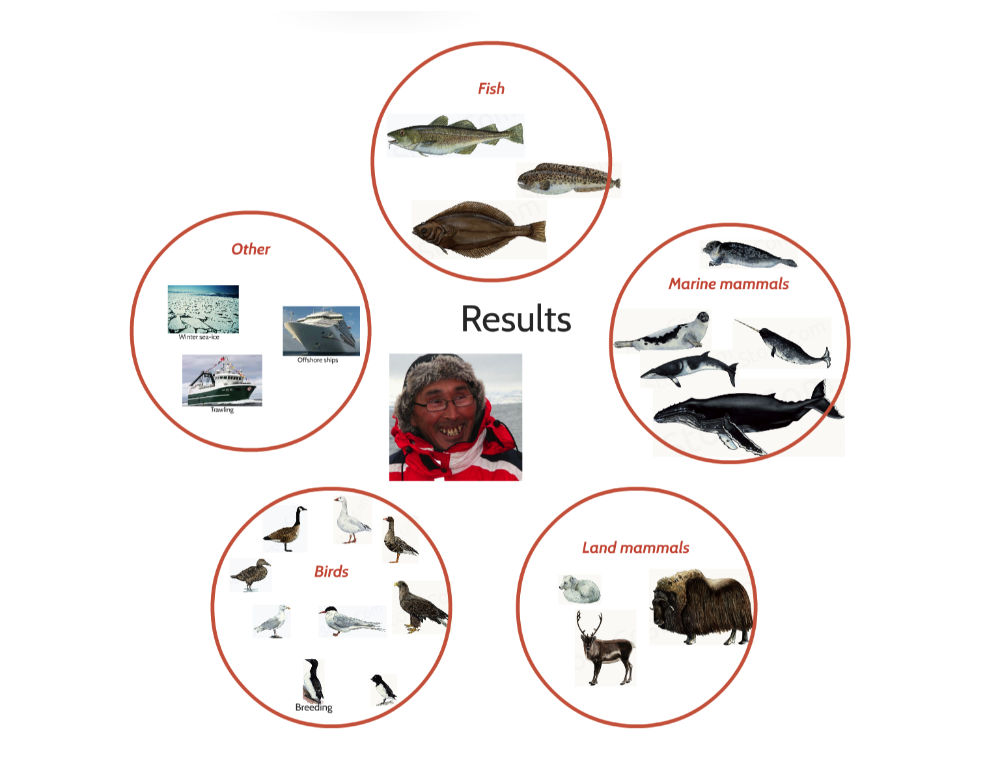 Fish
Other
Marine mammals
Results
Winter sea-ice
Offshore ships
Trawling
Land mammals
Birds
Breeding